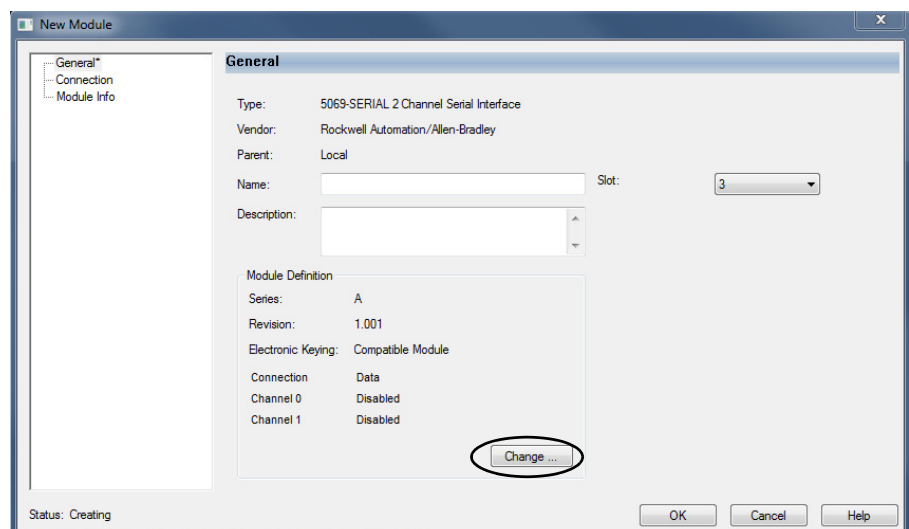 New Module
X
General*
Connection
Module Info
General
Type: 5069-SERIAL 2 Channel Serial Interface
Vendor: Rockwell Automation/Allen-Bradley
Parent: Local
Name: Slot: 3
Description:
Module Definition
Series: A
Revision: 1.001
Electronic Keying: Compatible Module
Connection Data
Channel 0 Disabled
Channel 1 Disabled
Change ...
Status: Creating
OK Cancel Help